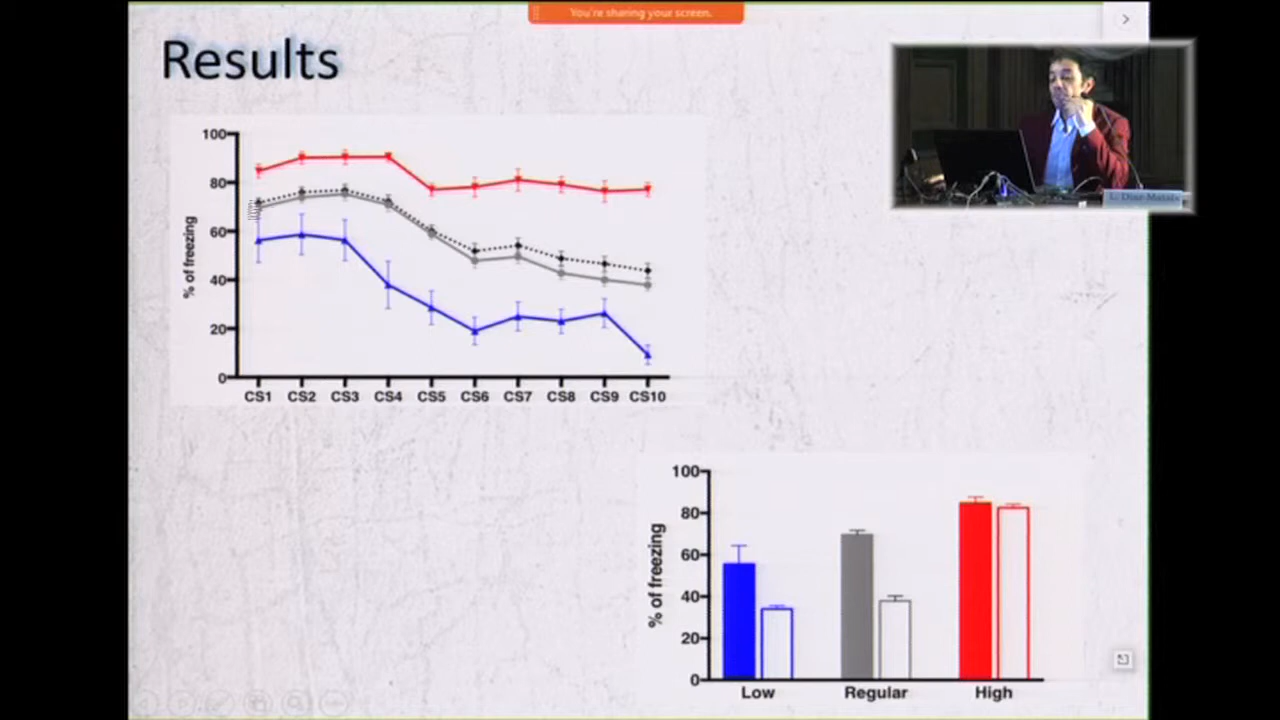 You're sharing your screen.
Results
100
80
60
40
20
0
% of freezing
CS1 CS2 CS3 CS4 CS5 CS6 CS7 CS8 CS9 CS10
100
80
60
40
20
0
% of freezing
Low Regular High